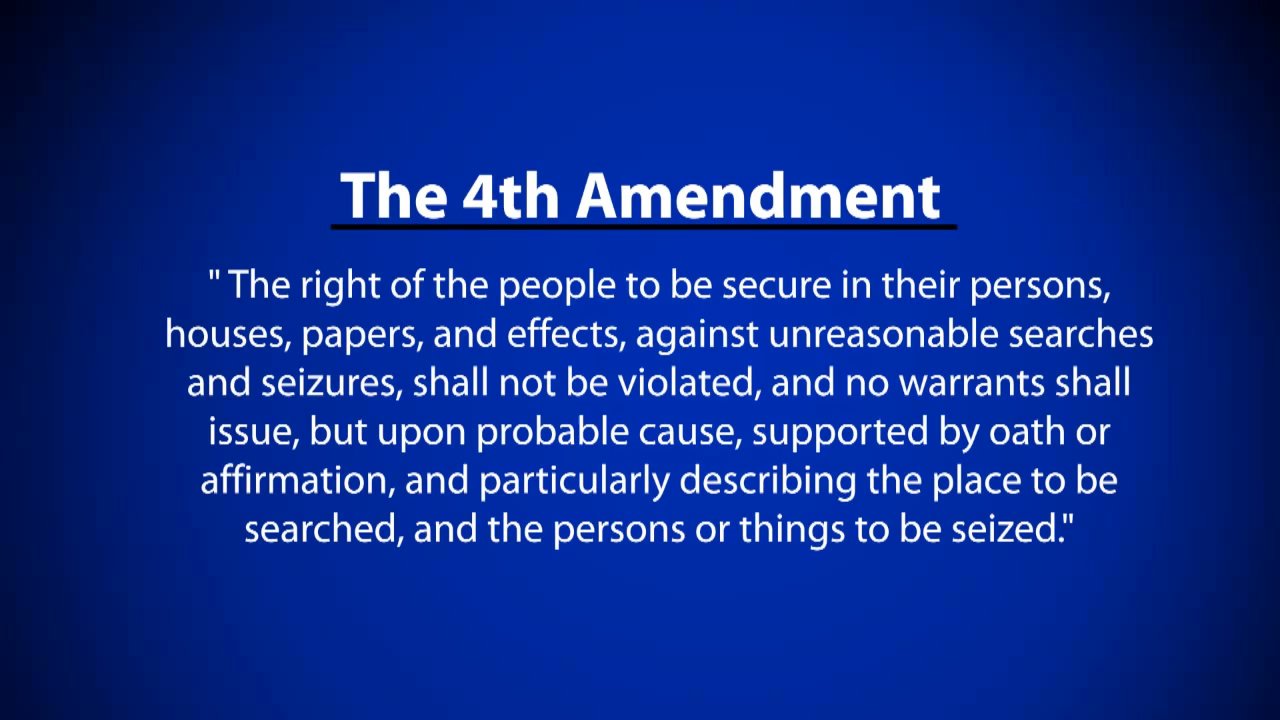 The 4th Amendment
" The right of the people to be secure in their persons,
houses, papers, and effects, against unreasonable searches
and seizures, shall not be violated, and no warrants shall
issue, but upon probable cause, supported by oath or
affirmation, and particularly describing the place to be
searched, and the persons or things to be seized."